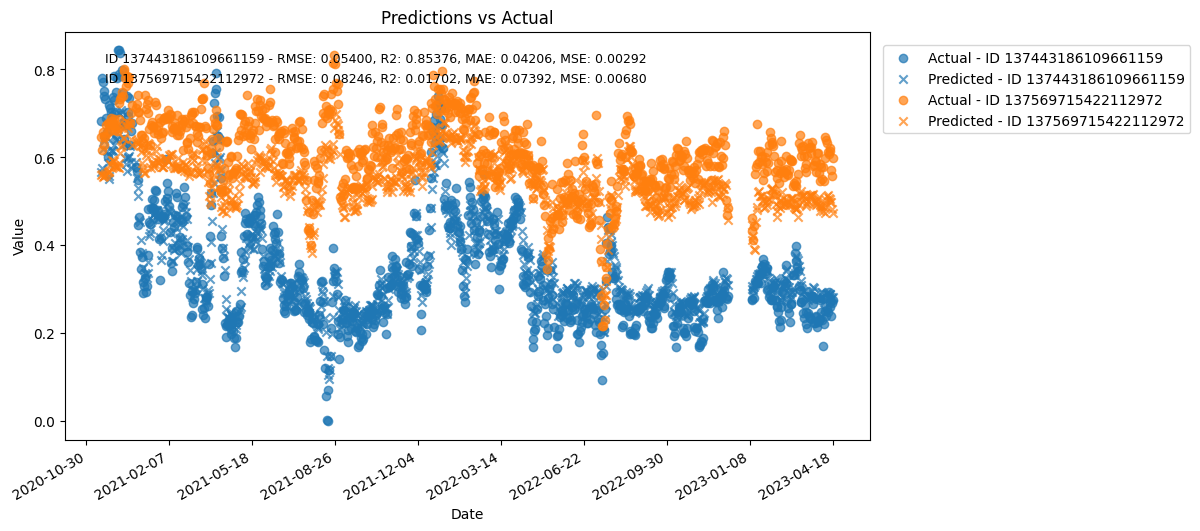 Predictions vs Actual
ID 137443186109661159 - RMSE: 0.05400, R2: 0.85376, MAE: 0.04206, MSE: 0.00292
ID 137569715422112972 - RMSE: 0.08246, R2: 0.01702, MAE: 0.07392, MSE: 0.00680
Actual - ID 137443186109661159
Predicted - ID 137443186109661159
Actual - ID 137569715422112972
Predicted - ID 137569715422112972
Value
0.8
0.6
0.4
0.2
0.0
2020-10-30
2021-02-07
2021-05-18
2021-08-26
2021-12-04
2022-03-14
2022-06-22
2022-09-30
2023-01-08
2023-04-18
Date